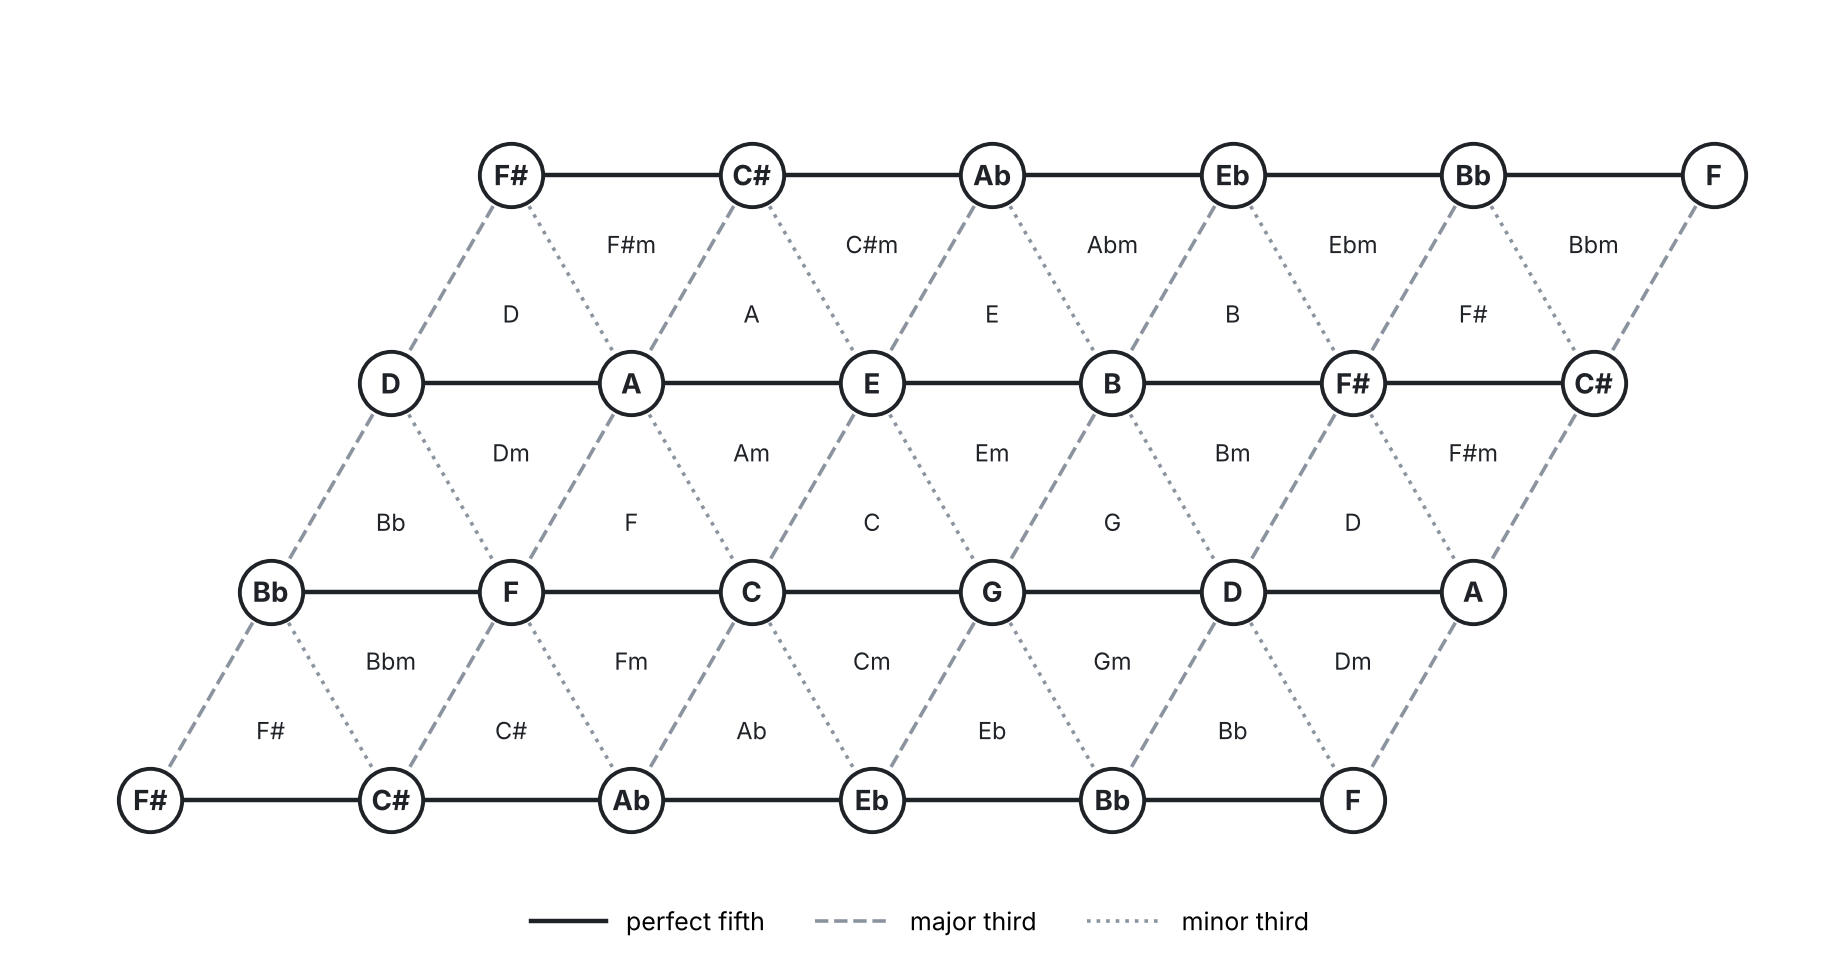 F# C# Ab Eb Bb F
F#m C#m Abm Ebm Bbm
D A E B F#
D A E B F# C#
Dm Am Em Bm F#m
Bb F C G D
Bb F C G D A
Bbm Fm Cm Gm Dm
F# C# Ab Eb Bb
F# C# Ab Eb Bb F
perfect fifth major third minor third